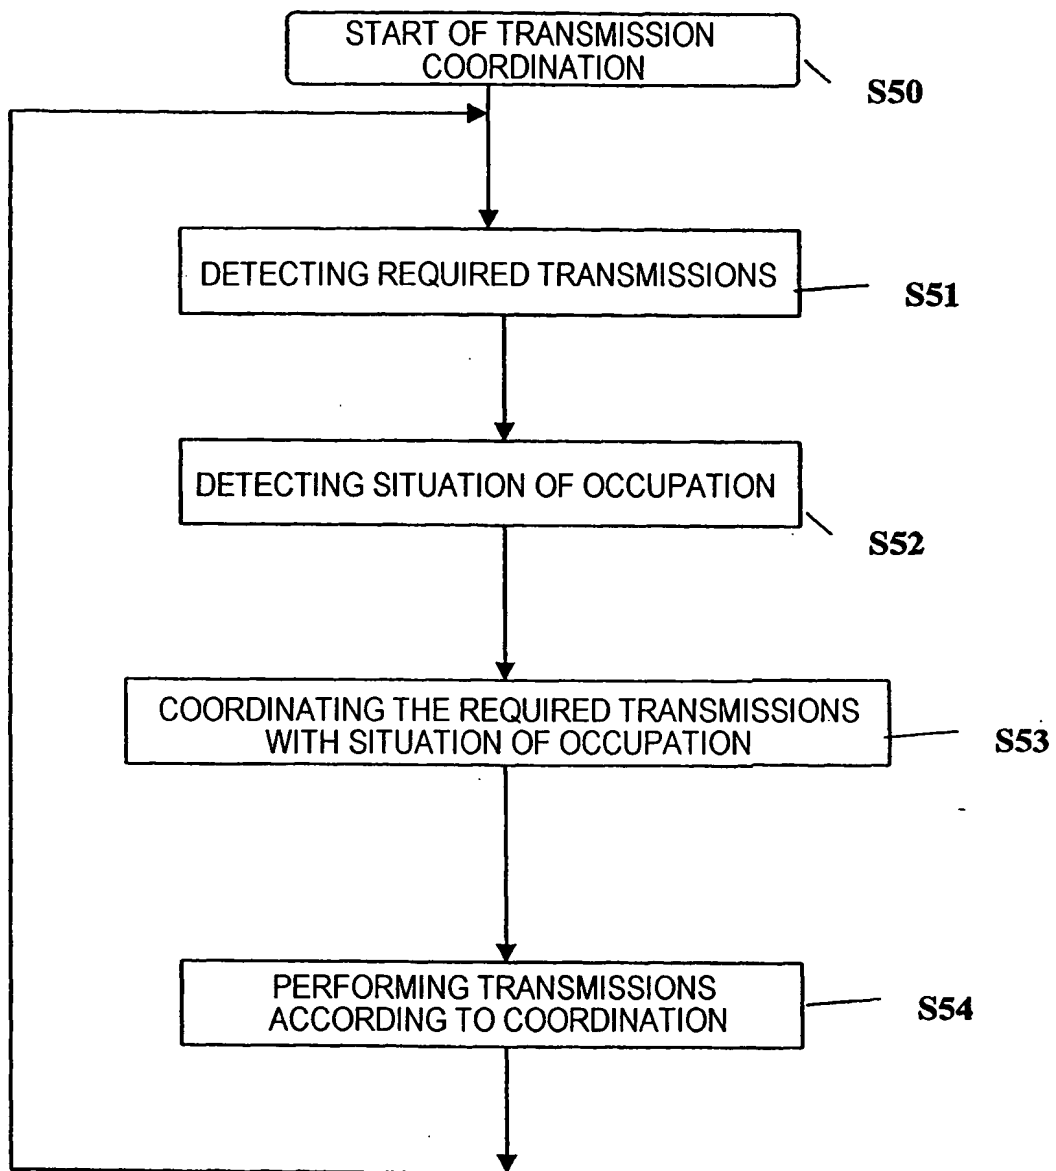 START OF TRANSMISSION
COORDINATION
S50
DETECTING REQUIRED TRANSMISSIONS
S51
DETECTING SITUATION OF OCCUPATION
S52
COORDINATING THE REQUIRED TRANSMISSIONS
WITH SITUATION OF OCCUPATION
S53
PERFORMING TRANSMISSIONS
ACCORDING TO COORDINATION
S54